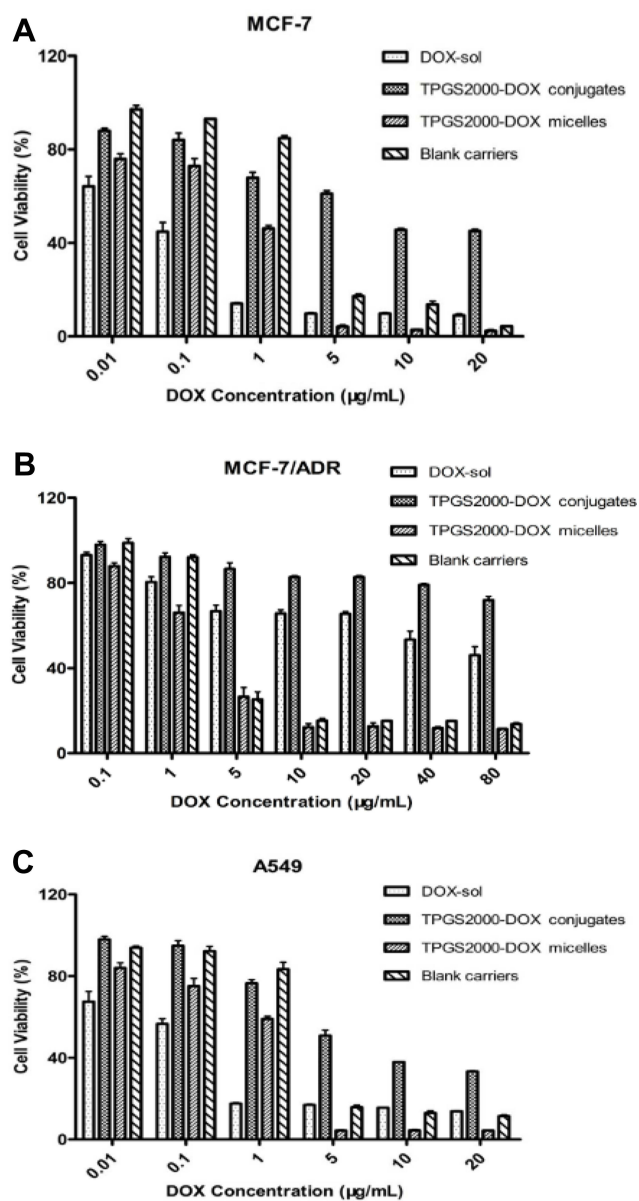 A
MCF-7
DOX-sol
TPGS2000-DOX conjugates
TPGS2000-DOX micelles
Blank carriers
Cell Viability (%)
120
80
40
0
0.01 0.1 1 5 10 20
DOX Concentration (µg/mL)
B
MCF-7/ADR
DOX-sol
TPGS2000-DOX conjugates
TPGS2000-DOX micelles
Blank carriers
Cell Viability (%)
120
80
40
0
0.1 1 5 10 20 40 80
DOX Concentration (µg/mL)
C
A549
DOX-sol
TPGS2000-DOX conjugates
TPGS2000-DOX micelles
Blank carriers
Cell Viability (%)
120
80
40
0
0.01 0.1 1 5 10 20
DOX Concentration (µg/mL)